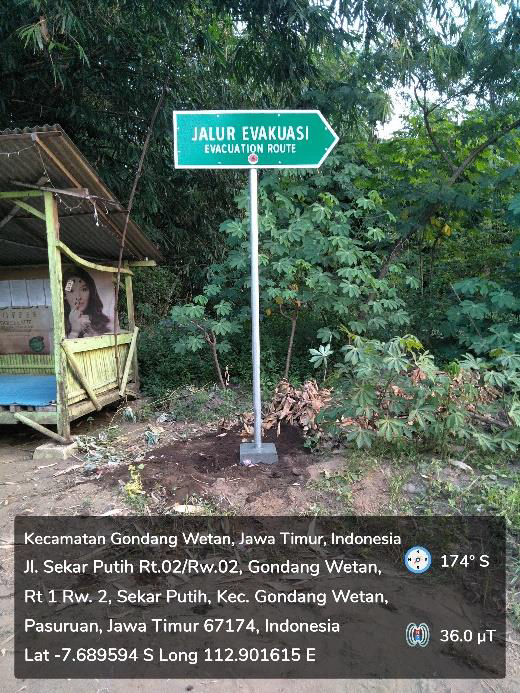 JALUR EVAKUASI
EVACUATION ROUTE
Kecamatan Gondang Wetan, Jawa Timur, Indonesia
Jl. Sekar Putih Rt.02/Rw.02, Gondang Wetan,
Rt 1 Rw. 2, Sekar Putih, Kec. Gondang Wetan,
Pasuruan, Jawa Timur 67174, Indonesia
Lat -7.689594 S Long 112.901615 E
174° S
36.0 µT